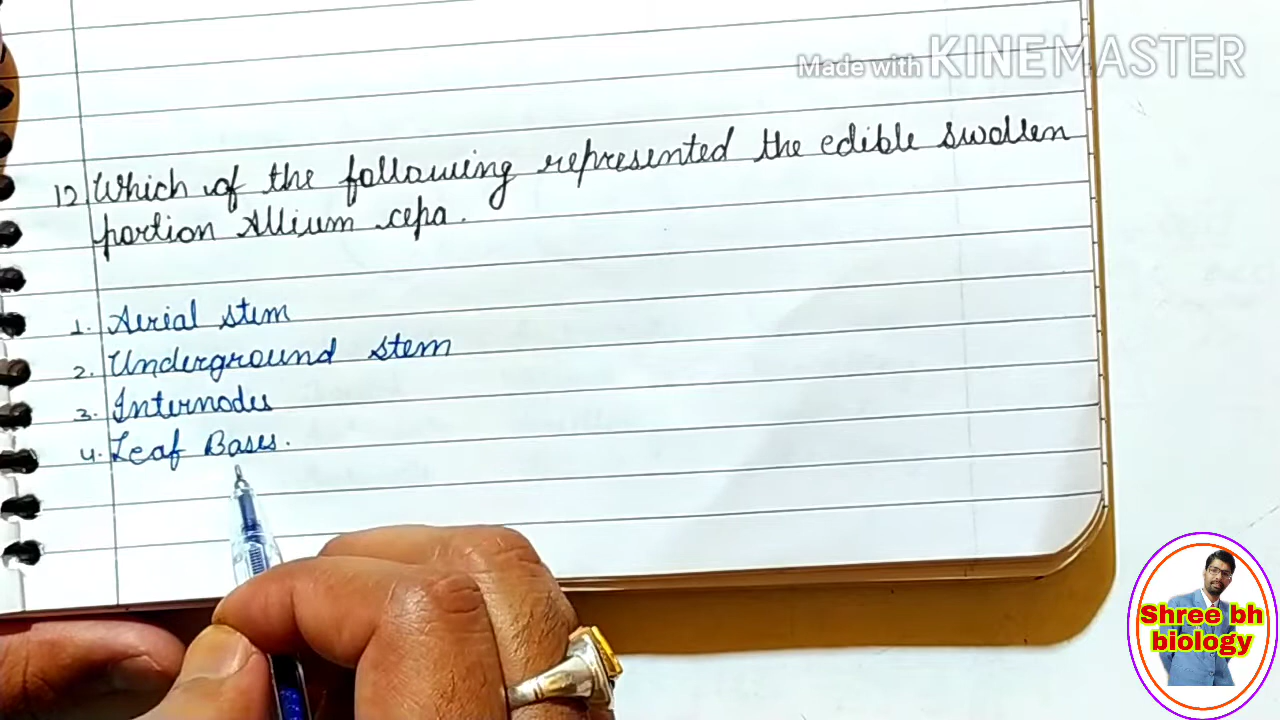 Made with KINEMASTER
12 Which of the following represented the edible swollen
portion Allium cepa.
1. Aerial stem
2. Underground stem
3. Internodes
4. Leaf Bases.
Shree bh
biology